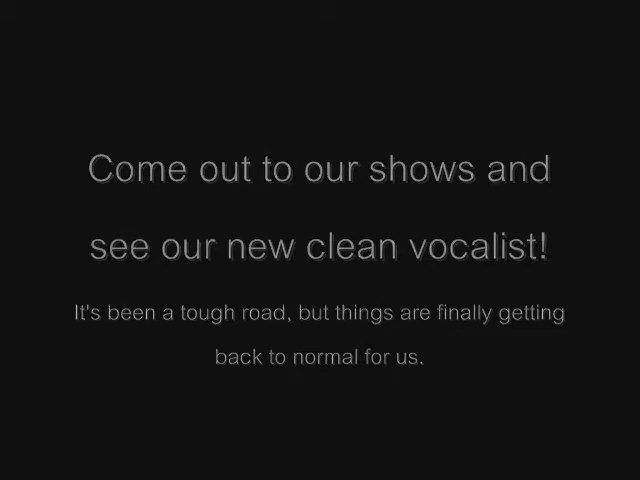 Come out to our shows and
see our new clean vocalist!
It's been a tough road, but things are finally getting
back to normal for us.